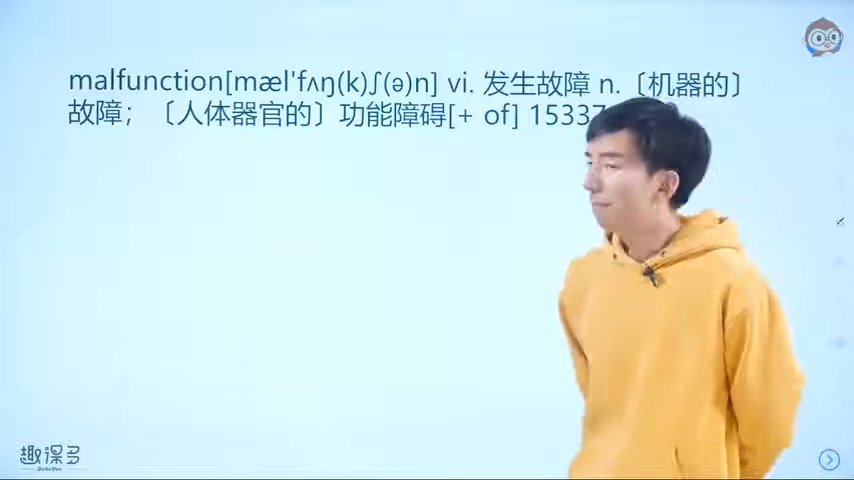 malfunction[mæl'fʌŋ(k)ʃ(ə)n] vi. 发生故障 n.〔机器的〕
故障；〔人体器官的〕功能障碍[+ of] 15337
趣课多